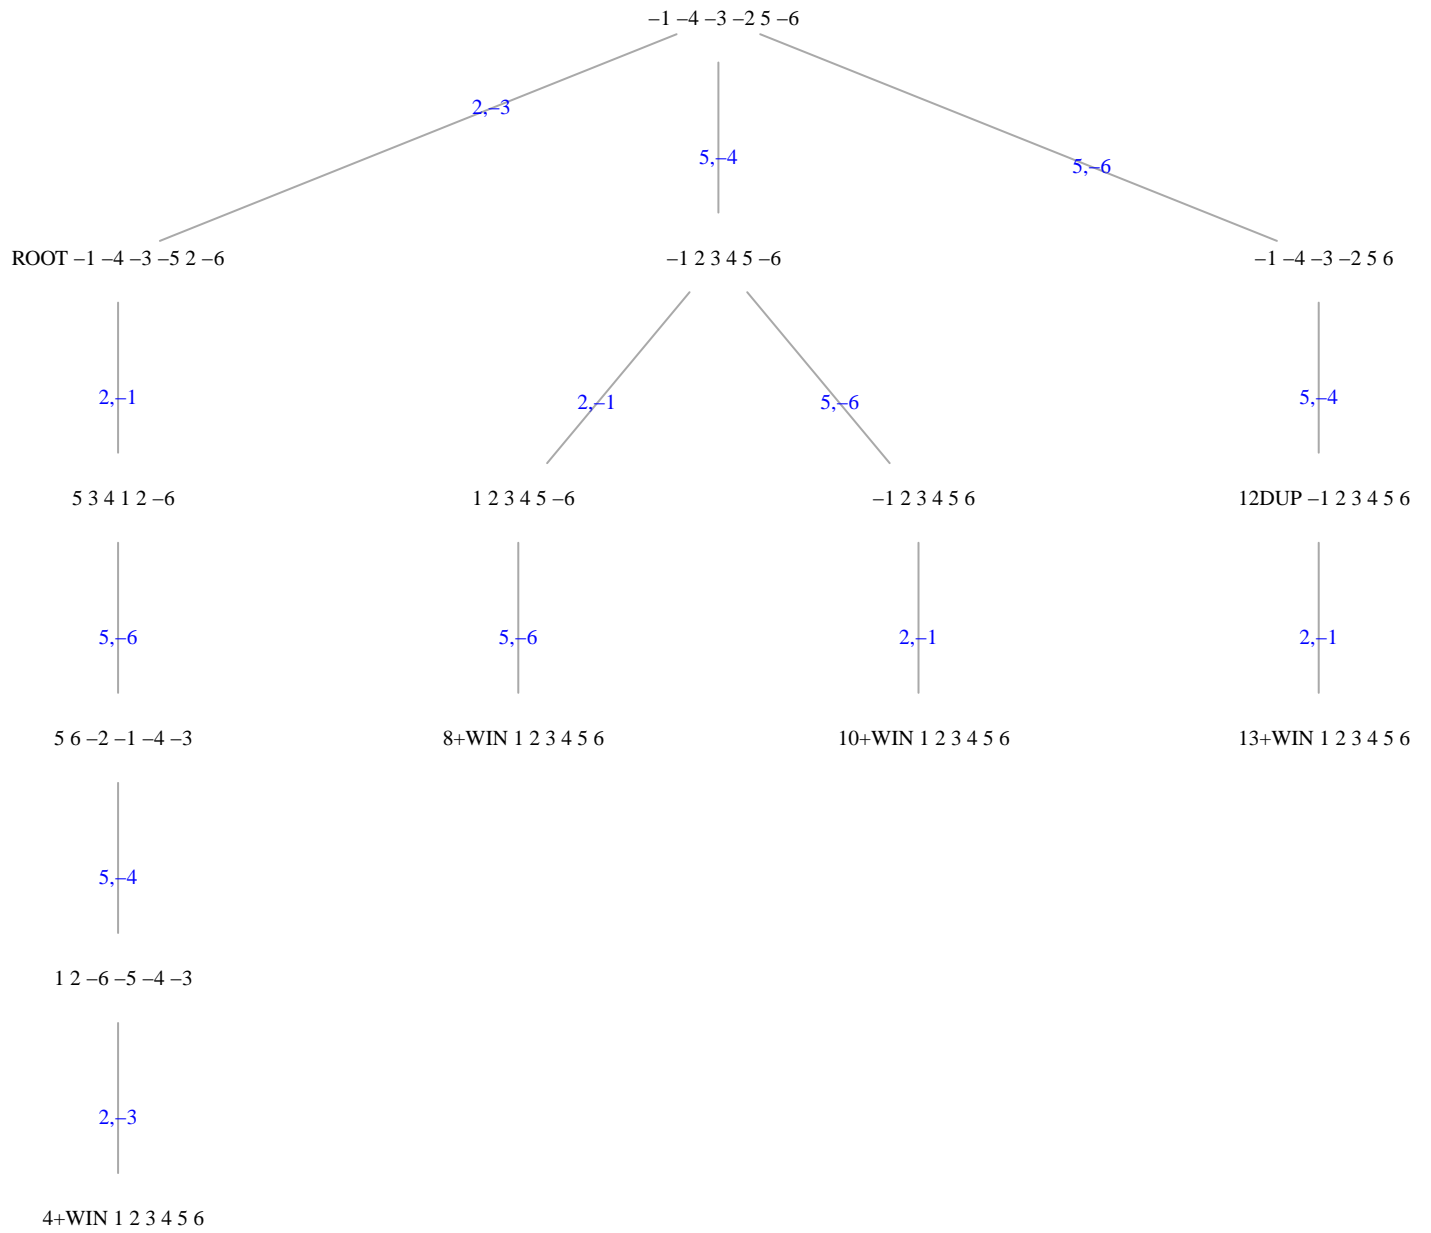 –1 –4 –3 –2 5 –6
2,–3
5,–4
5,–6
ROOT –1 –4 –3 –5 2 –6
–1 2 3 4 5 –6
–1 –4 –3 –2 5 6
2,–1
2,–1
5,–6
5,–4
5 3 4 1 2 –6
1 2 3 4 5 –6
–1 2 3 4 5 6
12DUP –1 2 3 4 5 6
5,–6
5,–6
2,–1
2,–1
5 6 –2 –1 –4 –3
8+WIN 1 2 3 4 5 6
10+WIN 1 2 3 4 5 6
13+WIN 1 2 3 4 5 6
5,–4
1 2 –6 –5 –4 –3
2,–3
4+WIN 1 2 3 4 5 6